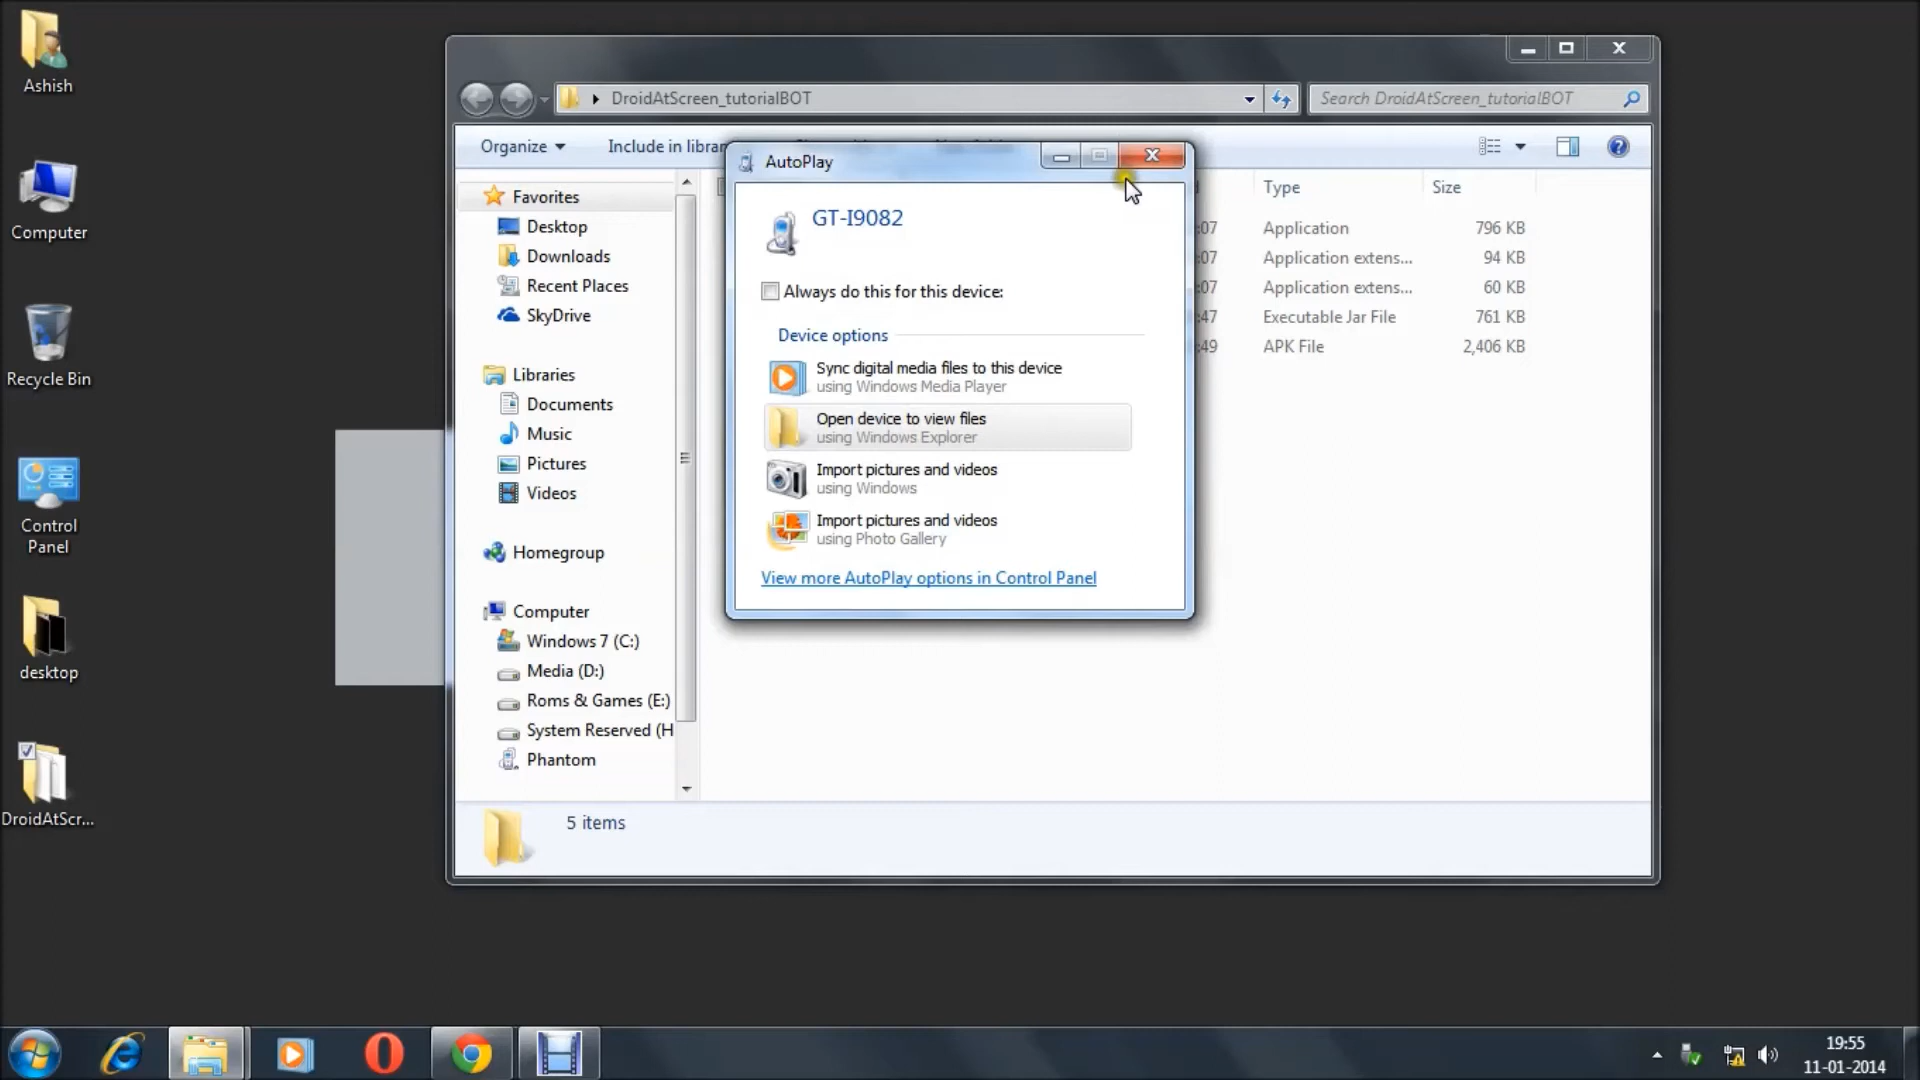 Ashish
Computer
Recycle Bin
Control
Panel
desktop
DroidAtScr...
DroidAtScreen_tutorialBOT
Search DroidAtScreen_tutorialBOT
Organize
Include in librar
Favorites
Desktop
Downloads
Recent Places
SkyDrive
Libraries
Documents
Music
Pictures
Videos
Homegroup
Computer
Windows 7 (C:)
Media (D:)
Roms & Games (E:)
System Reserved (H
Phantom
Type
Size
:07
Application
796 KB
:07
Application extens...
94 KB
:07
Application extens...
60 KB
:47
Executable Jar File
761 KB
:49
APK File
2,406 KB
AutoPlay
GT-I9082
Always do this for this device:
Device options
Sync digital media files to this device
using Windows Media Player
Open device to view files
using Windows Explorer
Import pictures and videos
using Windows
Import pictures and videos
using Photo Gallery
View more AutoPlay options in Control Panel
5 items
19:55
11-01-2014